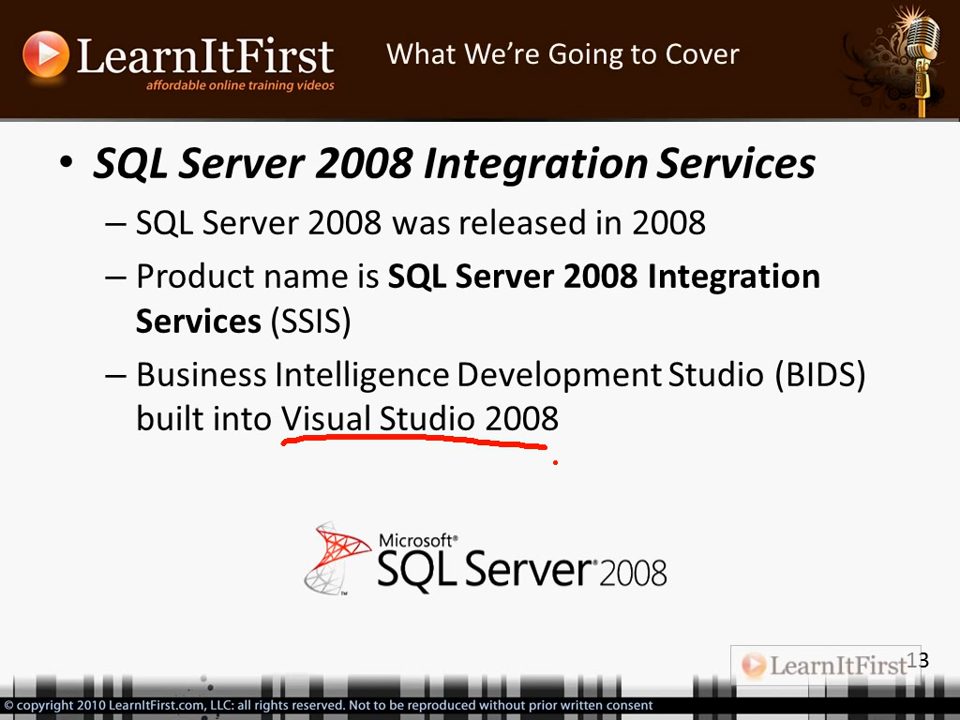 LearnItFirst
affordable online training videos
What We’re Going to Cover
• SQL Server 2008 Integration Services
– SQL Server 2008 was released in 2008
– Product name is SQL Server 2008 Integration
Services (SSIS)
– Business Intelligence Development Studio (BIDS)
built into Visual Studio 2008
Microsoft®
SQL Server® 2008
™
13
LearnItFirst
© copyright 2010 LearnItFirst.com, LLC: all rights reserved. Not to be reproduced without prior written consent